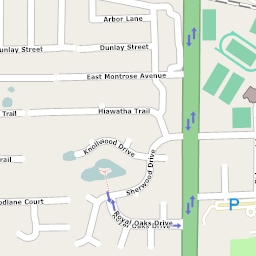 Arbor Lane
unlay Street
Dunlay Street
East Montrose Avenue
Trail
Hiawatha Trail
Knollwood Drive
rail
Sherwood Drive
odlane Court
Royal Oaks Drive
Royal Oaks Drive
P